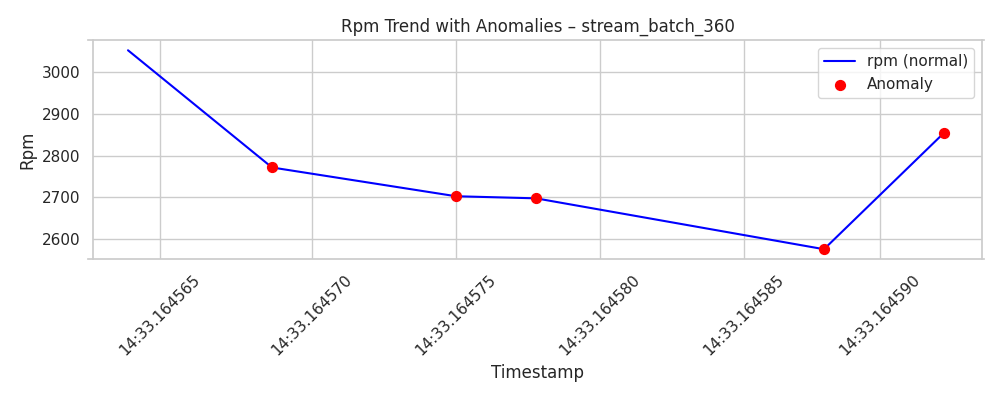 Rpm Trend with Anomalies – stream_batch_360
rpm (normal)
Anomaly
Rpm
3000
2900
2800
2700
2600
14:33.164565
14:33.164570
14:33.164575
14:33.164580
14:33.164585
14:33.164590
Timestamp